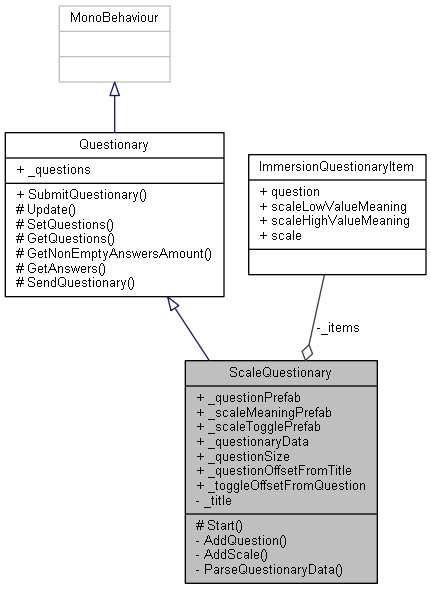 MonoBehaviour
Questionary
+ _questions
+ SubmitQuestionary()
# Update()
# SetQuestions()
# GetQuestions()
# GetNonEmptyAnswersAmount()
# GetAnswers()
# SendQuestionary()
ImmersionQuestionaryItem
+ question
+ scaleLowValueMeaning
+ scaleHighValueMeaning
+ scale
-_items
ScaleQuestionary
+ _questionPrefab
+ _scaleMeaningPrefab
+ _scaleTogglePrefab
+ _questionaryData
+ _questionSize
+ _questionOffsetFromTitle
+ _toggleOffsetFromQuestion
- _title
# Start()
- AddQuestion()
- AddScale()
- ParseQuestionaryData()